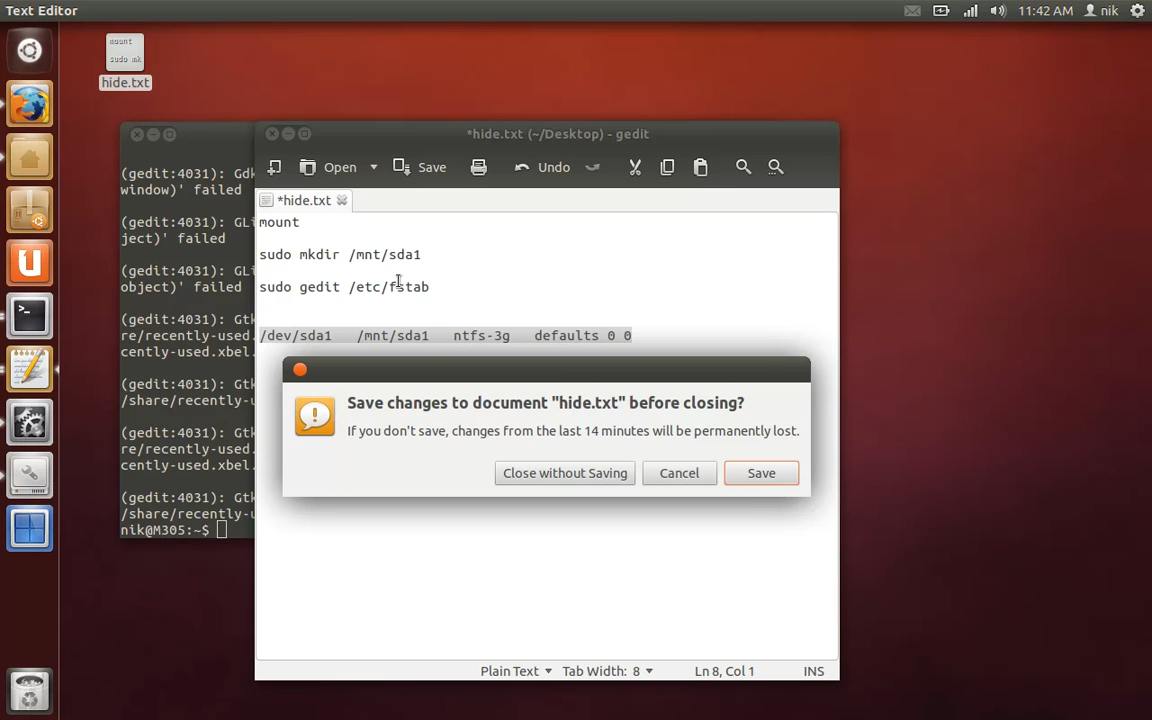 Text Editor
11:42 AM
nik
mount
sudo mk
hide.txt
*hide.txt (~/Desktop) - gedit
Open
Save
Undo
*hide.txt
(gedit:4031): Gdk
window)' failed
(gedit:4031): GLi
ject)' failed
(gedit:4031): GLi
object)' failed
(gedit:4031): Gtk
re/recently-used.
cently-used.xbel.
(gedit:4031): Gtk
/share/recently-u
(gedit:4031): Gtk
re/recently-used.
cently-used.xbel.
(gedit:4031): Gtk
/share/recently-u
nik@M305:~$
mount
sudo mkdir /mnt/sda1
sudo gedit /etc/fstab
/dev/sda1 /mnt/sda1 ntfs-3g defaults 0 0
Save changes to document "hide.txt" before closing?
If you don't save, changes from the last 14 minutes will be permanently lost.
Close without Saving
Cancel
Save
Plain Text
Tab Width: 8
Ln 8, Col 1
INS